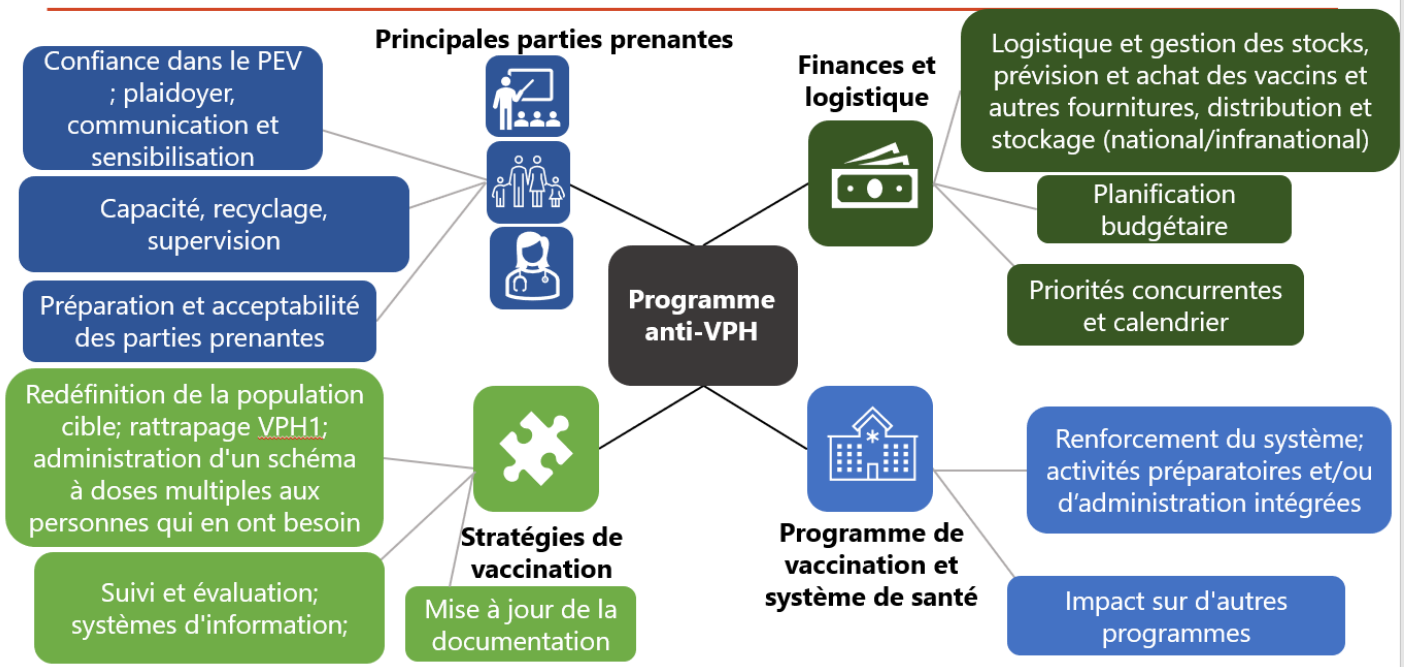 Principales parties prenantes
Confiance dans le PEV
; plaidoyer,
communication et
sensibilisation
Capacité, recyclage,
supervision
Préparation et acceptabilité
des parties prenantes
Finances et
logistique
Logistique et gestion des stocks,
prévision et achat des vaccins et
autres fournitures, distribution et
stockage (national/infranational)
Planification
budgétaire
Priorités concurrentes
et calendrier
Programme
anti-VPH
Redéfinition de la population
cible; rattrapage VPH1;
administration d'un schéma
à doses multiples aux
personnes qui en ont besoin
Suivi et évaluation;
systèmes d'information;
Stratégies de
vaccination
Mise à jour de la
documentation
Programme de
vaccination et
système de santé
Renforcement du système;
activités préparatoires et/ou
d’administration intégrées
Impact sur d'autres
programmes